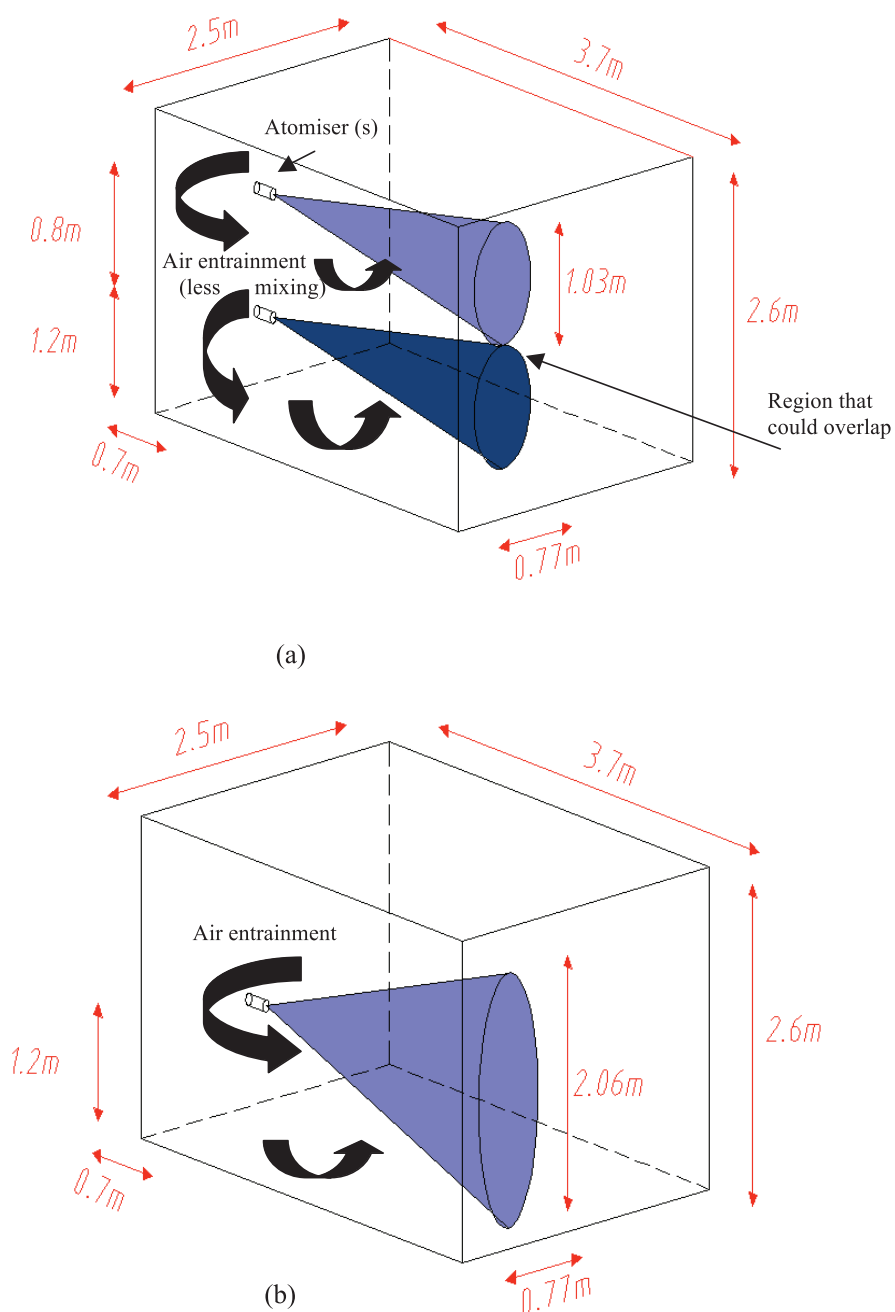 2.5m
3.7m
Atomiser (s)
0.8m
Air entrainment
(less mixing)
1.03m
2.6m
1.2m
Region that
could overlap
0.7m
0.77m
(a)
2.5m
3.7m
Air entrainment
1.2m
2.06m
2.6m
0.7m
0.77m
(b)